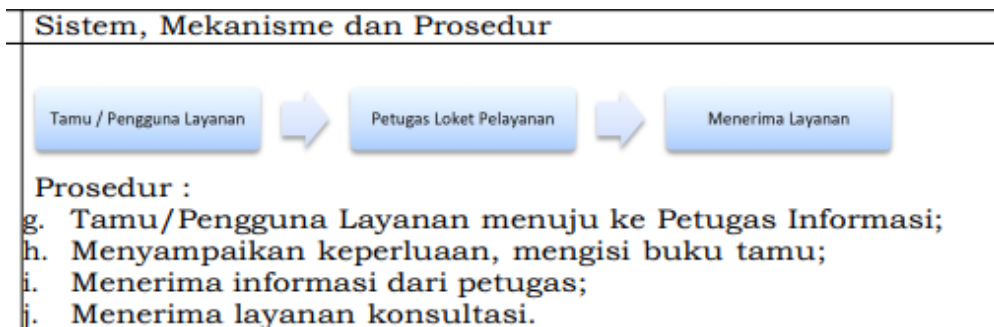 Sistem, Mekanisme dan Prosedur
Tamu / Pengguna Layanan
Petugas Loket Pelayanan
Menerima Layanan
Prosedur :
g. Tamu/Pengguna Layanan menuju ke Petugas Informasi;
h. Menyampaikan keperluaan, mengisi buku tamu;
i. Menerima informasi dari petugas;
j. Menerima layanan konsultasi.